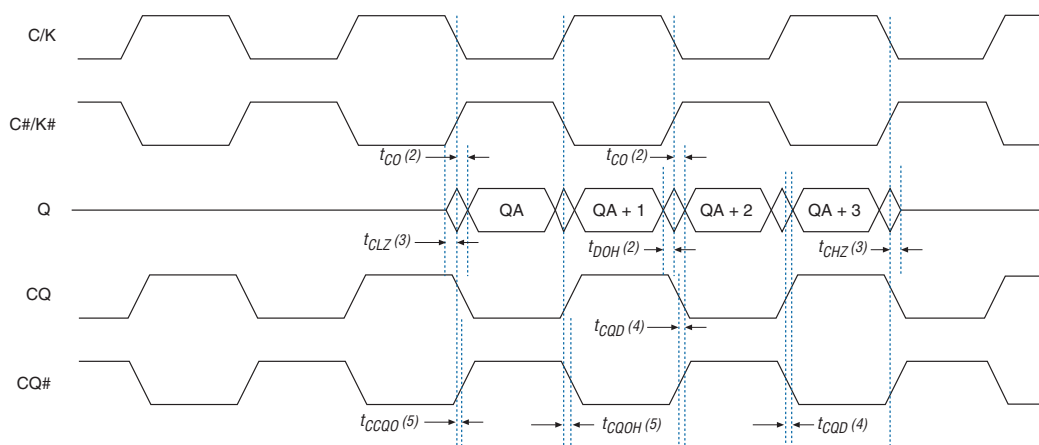 C/K
C#/K#
tCO (2) tCO (2)
Q QA QA + 1 QA + 2 QA + 3
tCLZ (3) tDOH (2) tCHZ (3)
CQ
tCQD (4)
CQ#
tCCQO (5) tCQOH (5) tCQD (4)